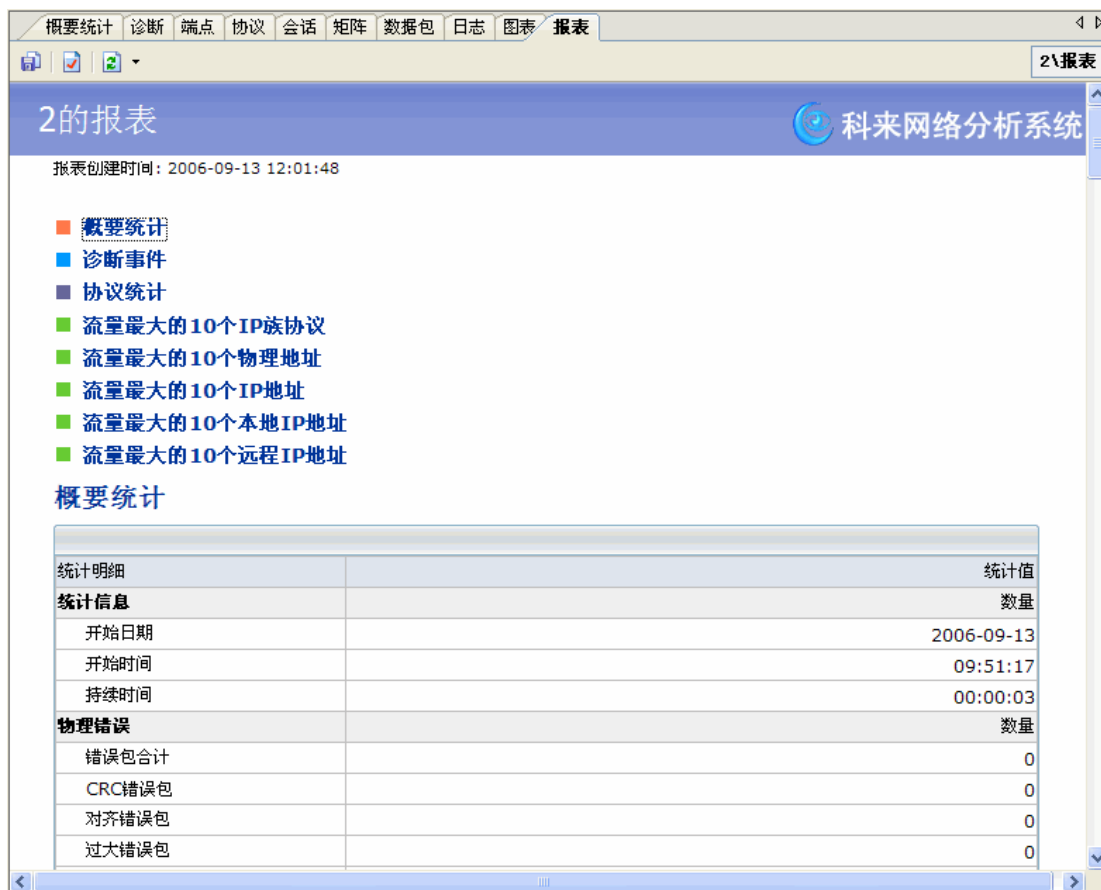 概要统计 诊断 端点 协议 会话 矩阵 数据包 日志 图表 报表
2\报表
2的报表
科来网络分析系统
报表创建时间: 2006-09-13 12:01:48
概要统计
诊断事件
协议统计
流量最大的10个IP族协议
流量最大的10个物理地址
流量最大的10个IP地址
流量最大的10个本地IP地址
流量最大的10个远程IP地址
概要统计
统计明细 统计值
统计信息 数量
开始日期 2006-09-13
开始时间 09:51:17
持续时间 00:00:03
物理错误 数量
错误包合计 0
CRC错误包 0
对齐错误包 0
过大错误包 0